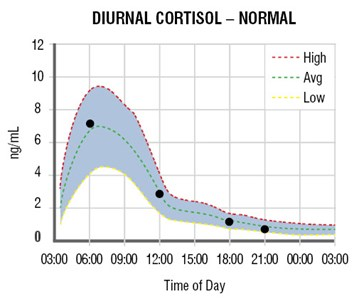 DIURNAL CORTISOL – NORMAL
12
10
8
6
4
2
0
ng/mL
High
Avg
Low
03:00 06:00 09:00 12:00 15:00 18:00 21:00 00:00 03:00
Time of Day